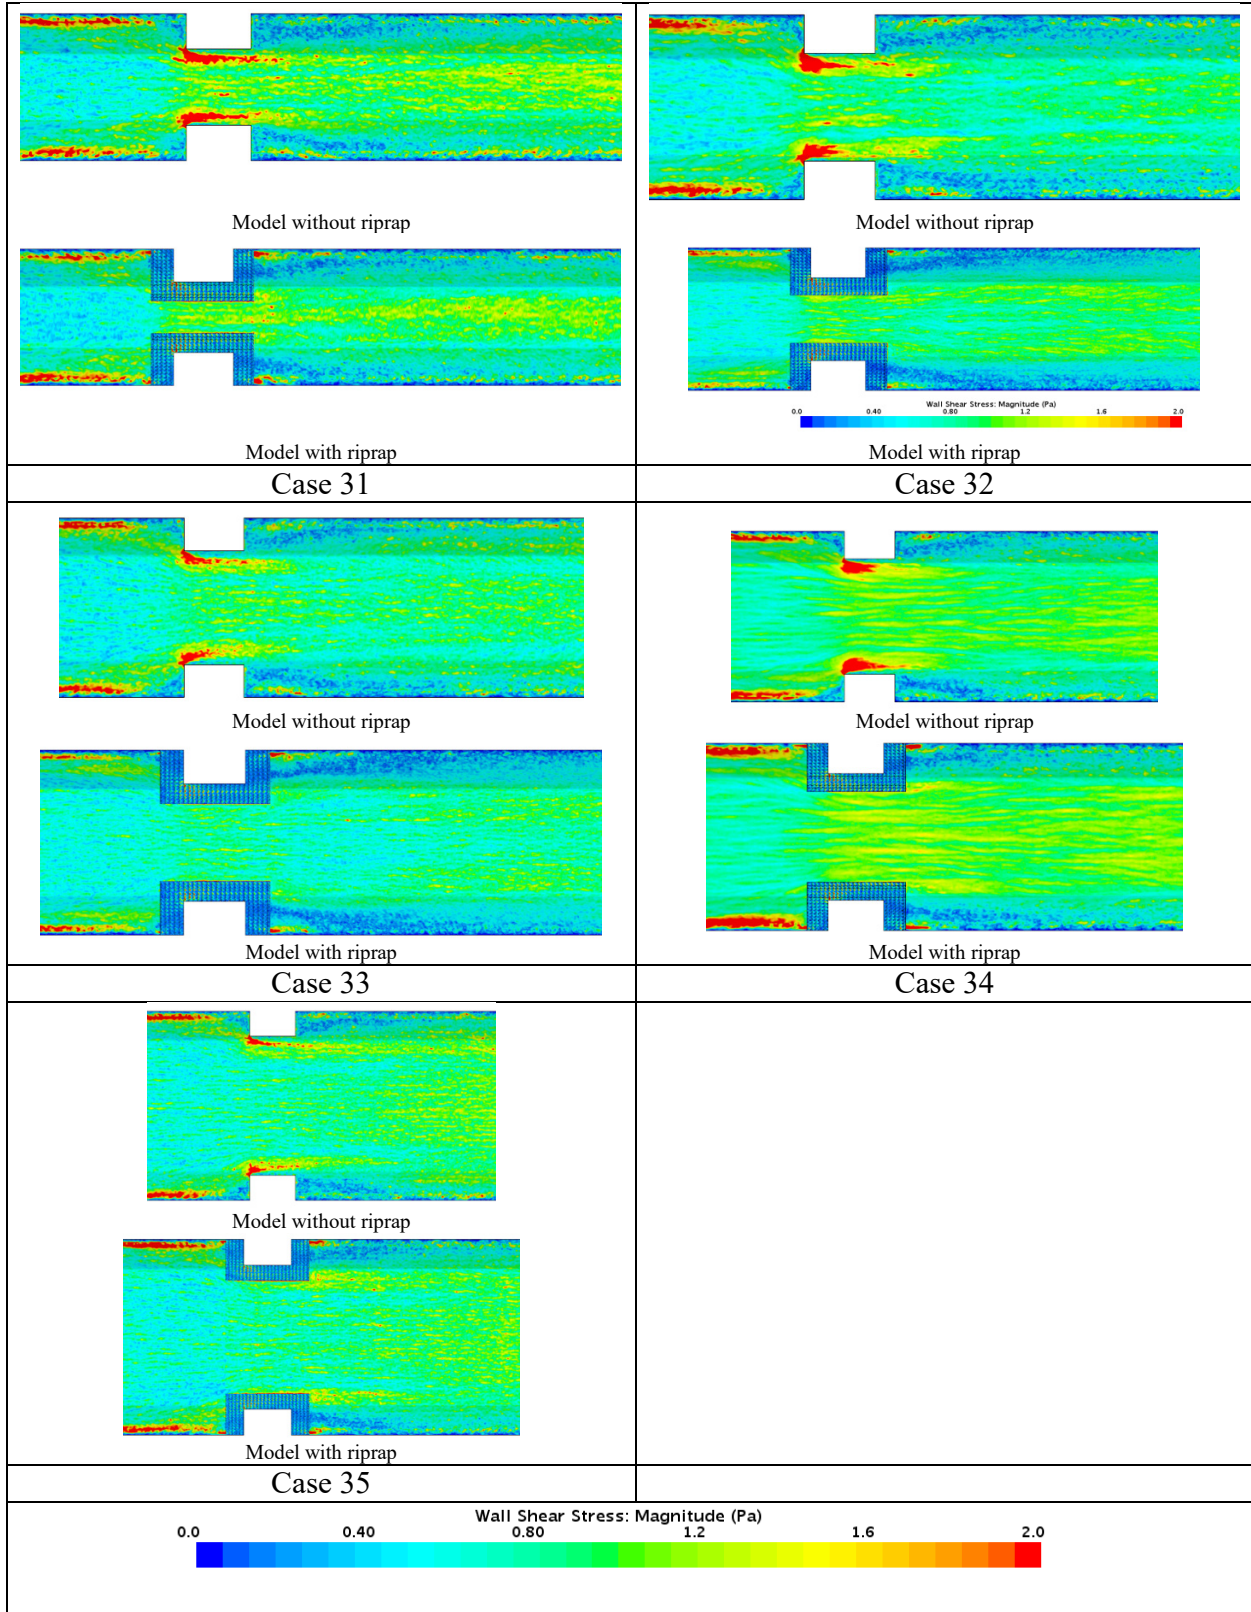 Model without riprap
Model without riprap
Wall Shear Stress: Magnitude (Pa)
0.0 0.40 0.80 1.2 1.6 2.0
Model with riprap
Model with riprap
Case 31
Case 32
Model without riprap
Model without riprap
Model with riprap
Model with riprap
Case 33
Case 34
Model without riprap
Model with riprap
Case 35
Wall Shear Stress: Magnitude (Pa)
0.0 0.40 0.80 1.2 1.6 2.0